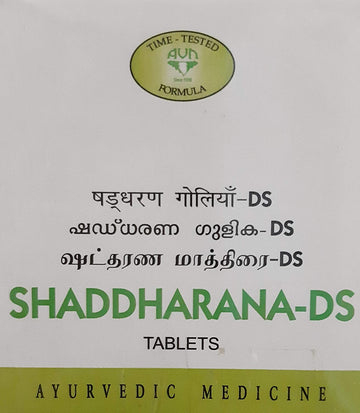 TIME - TESTED
AVN
Since 1930
FORMULA
षड्धरण गोलियाँ-DS
ഷഡ്ധരണ ഗുളിക-DS
ஷட்தரண மாத்திரை-DS
SHADDHARANA-DS
TABLETS
AYURVEDIC MEDICINE